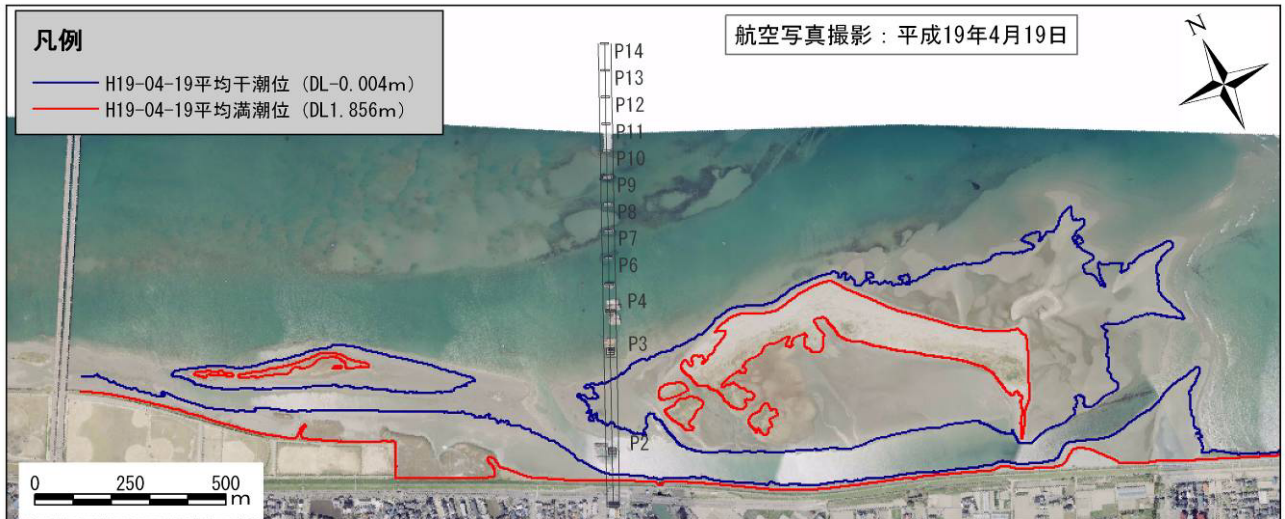 凡例
H19-04-19平均干潮位 (DL-0.004m)
H19-04-19平均満潮位 (DL1.856m)
航空写真撮影：平成19年4月19日
N
P14
P13
P12
P11
P10
P9
P8
P7
P6
P4
P3
P2
0 250 500
m